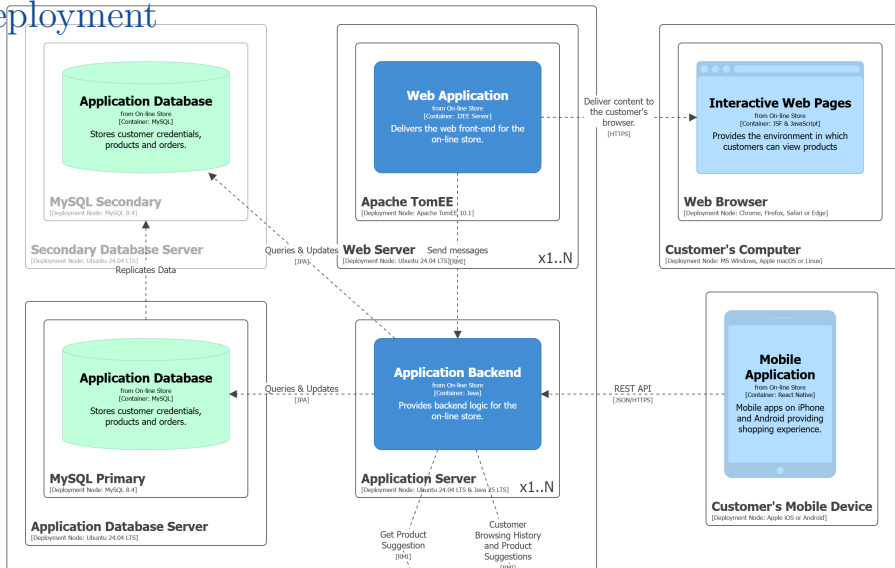 eployment
Application Database
from On-line Store
[Container: MySQL]
Stores customer credentials,
products and orders.
MySQL Secondary
[Deployment Node: MySQL 8.4]
Secondary Database Server
[Deployment Node: Ubuntu 24.04 LTS]
Web Application
from On-line Store
[Container: J2EE Server]
Delivers the web front-end for the
on-line store.
Apache TomEE
[Deployment Node: Apache TomEE 10.1]
Web Server
[Deployment Node: Ubuntu 24.04 LTS]
x1..N
Deliver content to
the customer's
browser.
[HTTPS]
Interactive Web Pages
from On-line Store
[Container: JSF & JavaScript]
Provides the environment in which
customers can view products
Web Browser
[Deployment Node: Chrome, Firefox, Safari or Edge]
Customer's Computer
[Deployment Node: MS Windows, Apple macOS or Linux]
Queries & Updates
[JPA]
Send messages
[RMI]
Replicates Data
Application Database
from On-line Store
[Container: MySQL]
Stores customer credentials,
products and orders.
MySQL Primary
[Deployment Node: MySQL 8.4]
Application Database Server
[Deployment Node: Ubuntu 24.04 LTS]
Queries & Updates
[JPA]
Application Backend
from On-line Store
[Container: Java]
Provides backend logic for the
on-line store.
Application Server
[Deployment Node: Ubuntu 24.04 LTS & Java 25 LTS]
x1..N
REST API
[JSON/HTTPS]
Mobile
Application
from On-line Store
[Container: React Native]
Mobile apps on iPhone
and Android providing
shopping experience.
Customer's Mobile Device
[Deployment Node: Apple iOS or Android]
Get Product
Suggestion
[RMI]
Customer
Browsing History
and Product
Suggestions
[RMI]